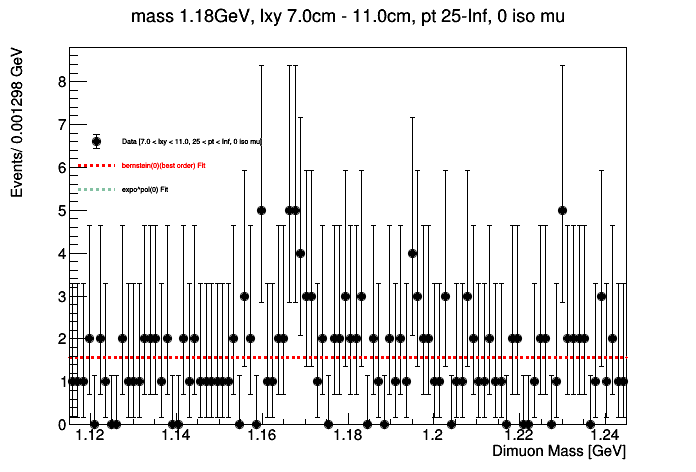 mass 1.18GeV, lxy 7.0cm - 11.0cm, pt 25-Inf, 0 iso mu
Events/ 0.001298 GeV
8
7
6
5
4
3
2
1
0
Data [7.0 < lxy < 11.0, 25 < pt < Inf, 0 iso mu]
bernstein(0)(best order) Fit
expo*pol(0) Fit
1.12 1.14 1.16 1.18 1.2 1.22 1.24
Dimuon Mass [GeV]